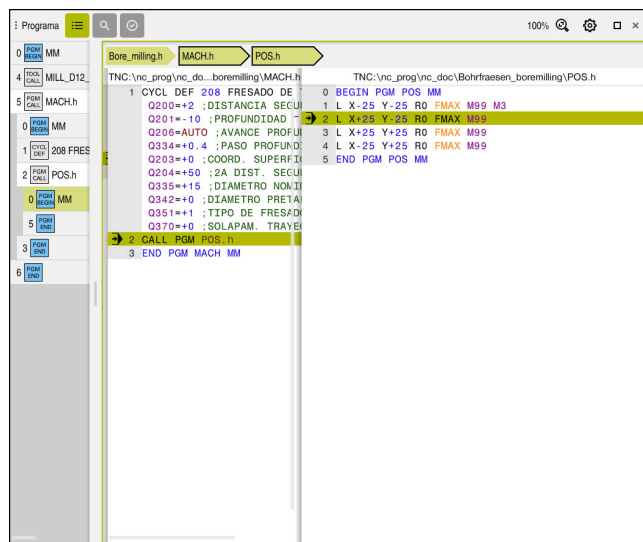 Programa
100%
0 PGM BEGIN MM
4 TOOL CALL MILL_D12_
5 PGM CALL MACH.h
0 PGM BEGIN MM
1 CYCL DEF 208 FRES
2 PGM CALL POS.h
0 PGM BEGIN MM
5 PGM END
3 PGM END
6 PGM END
Bore_milling.h MACH.h POS.h
TNC:\nc_prog\nc_do...boremilling\MACH.h
1 CYCL DEF 208 FRESADO DE
Q200=+2 ;DISTANCIA SEGU
Q201=-10 ;PROFUNDIDAD
Q206=AUTO ;AVANCE PROFU
Q334=+0.4 ;PASO PROFUND
Q203=+0 ;COORD. SUPERFI
Q204=+50 ;2A DIST. SEGU
Q335=+15 ;DIAMETRO NOMI
Q342=+0 ;DIAMETRO PRETA
Q351=+1 ;TIPO DE FRESADO
Q370=+0 ;SOLAPAM. TRAYEC
2 CALL PGM POS.h
3 END PGM MACH MM
TNC:\nc_prog\nc_doc\Bohrfraesen_boremilling\POS.h
0 BEGIN PGM POS MM
1 L X-25 Y-25 R0 FMAX M99 M3
2 L X+25 Y-25 R0 FMAX M99
3 L X+25 Y+25 R0 FMAX M99
4 L X-25 Y+25 R0 FMAX M99
5 END PGM POS MM